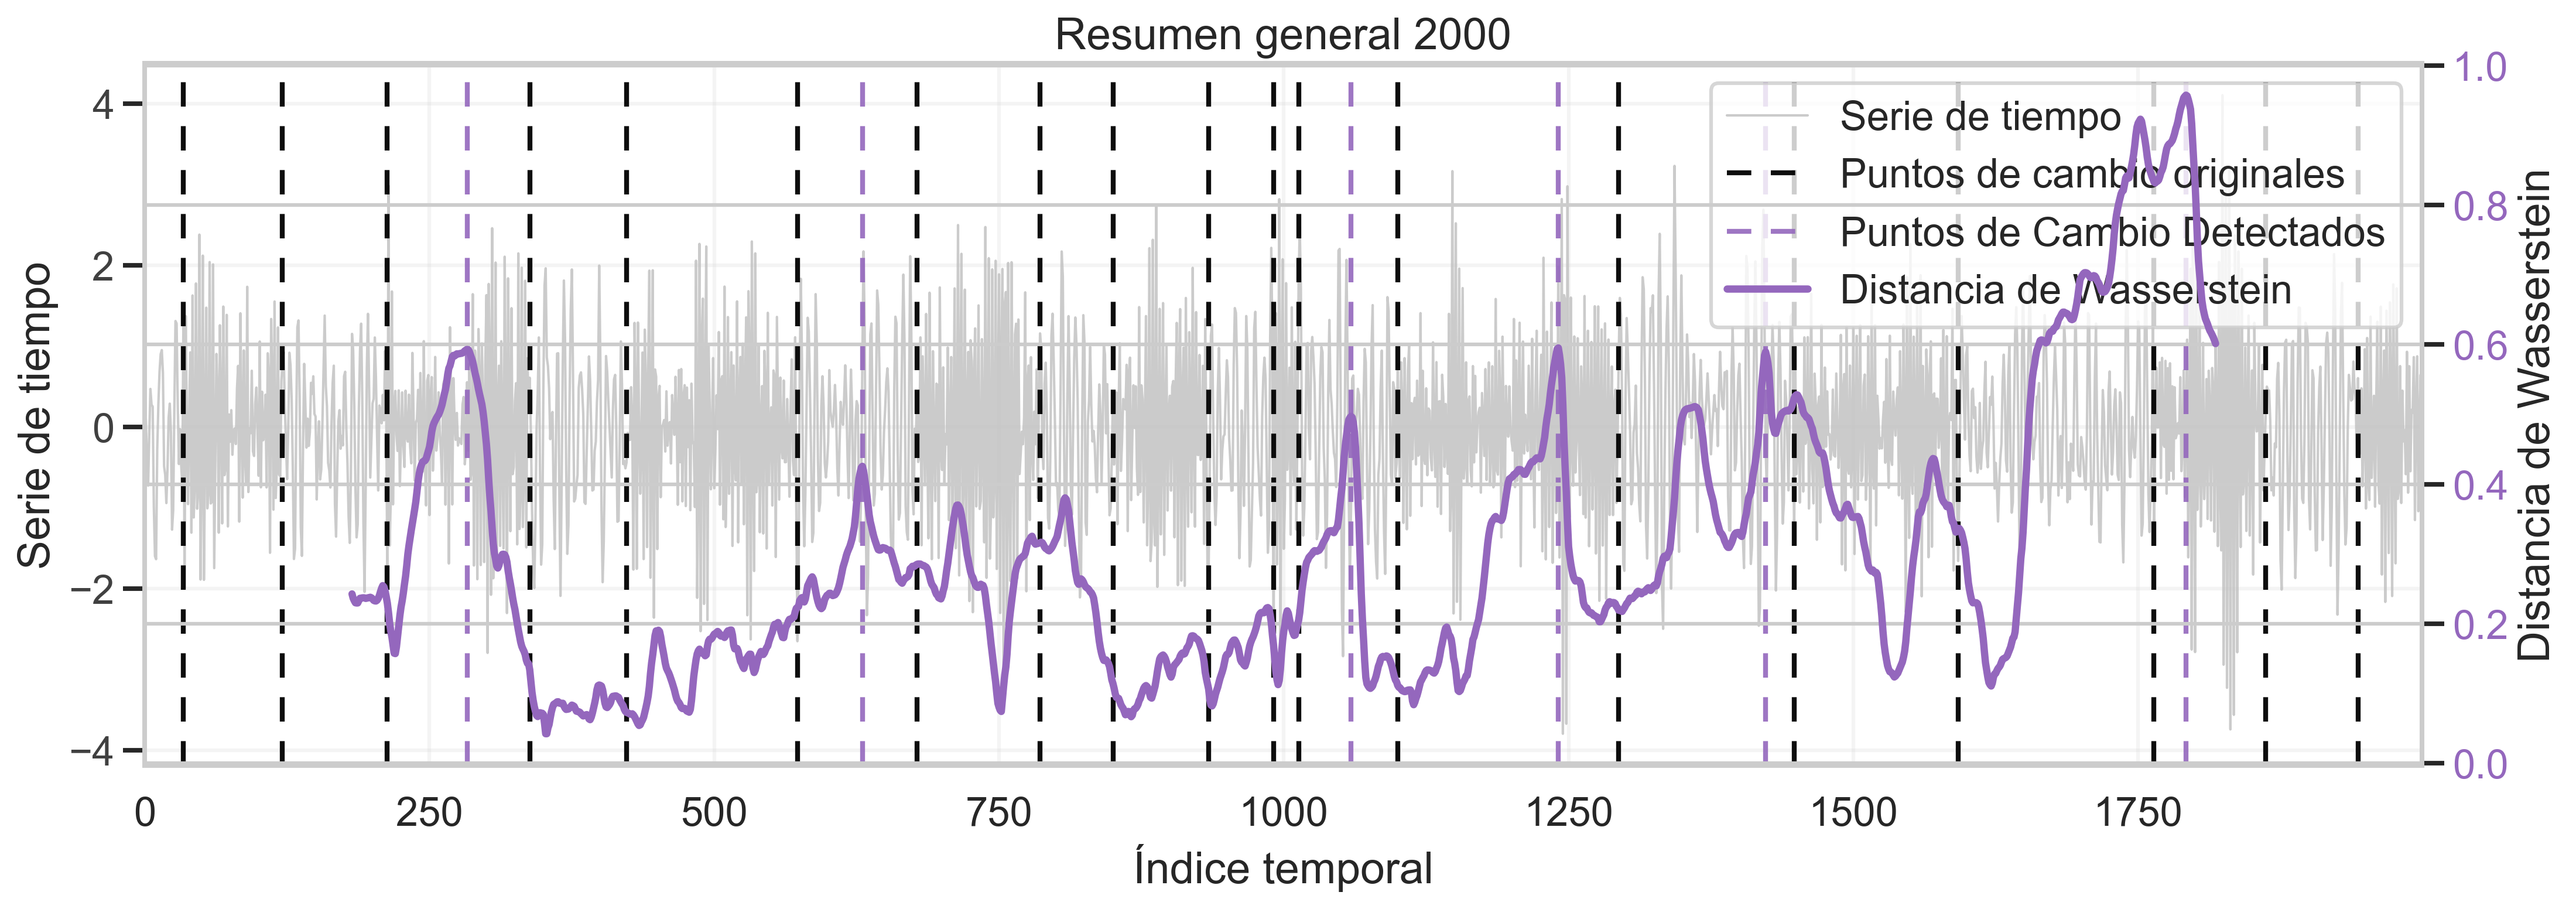 Resumen general 2000
Serie de tiempo
4
2
0
−2
−4
Serie de tiempo
Puntos de cambio originales
Puntos de Cambio Detectados
Distancia de Wasserstein
1.0
0.8
0.6
0.4
0.2
0.0
Distancia de Wasserstein
0 250 500 750 1000 1250 1500 1750
Índice temporal